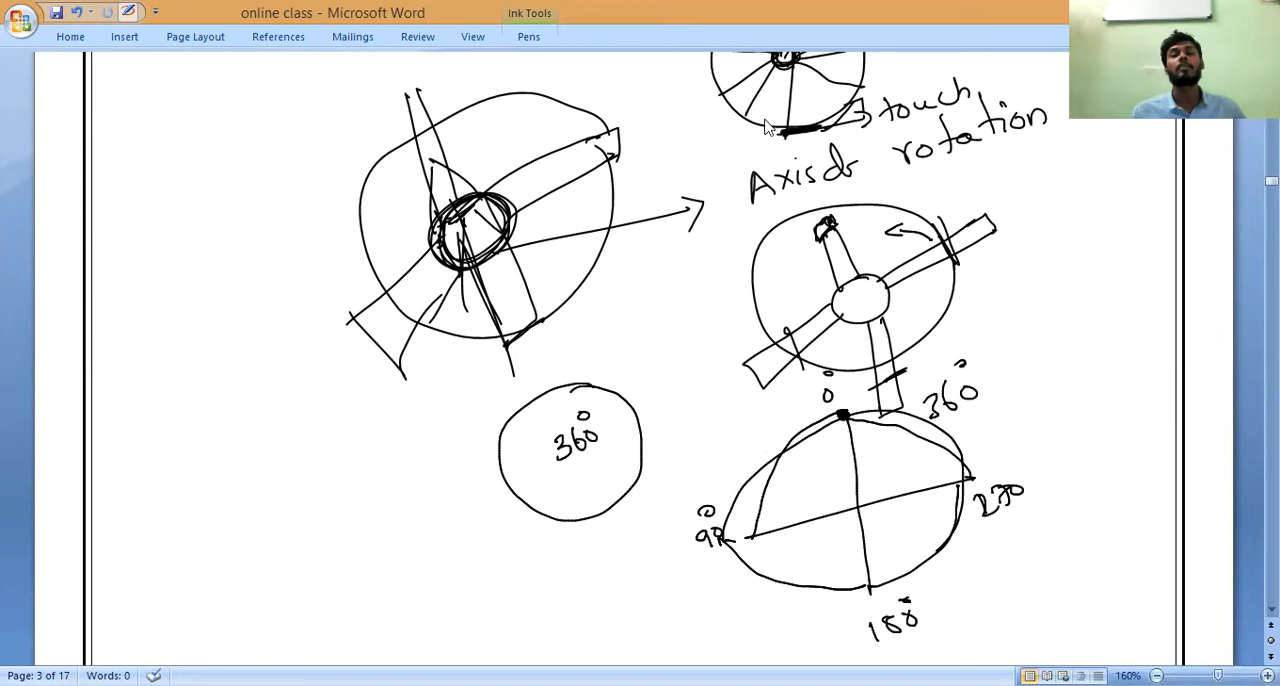 online class - Microsoft Word
Ink Tools
Home
Insert
Page Layout
References
Mailings
Review
View
Pens
3 touch
Axis of rotation
0°
360°
360°
90°
270
180
Page: 3 of 17
Words: 0
160%